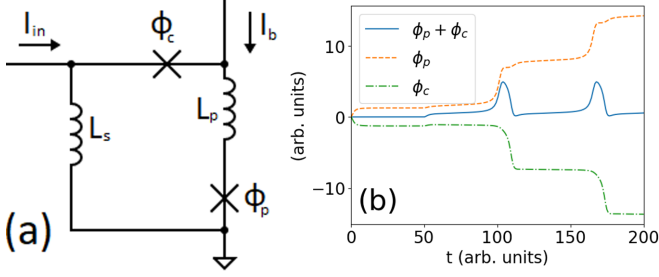 I_in
ϕ_c
I_b
L_s
L_p
ϕ_p
(a)
ϕ_p + ϕ_c
ϕ_p
ϕ_c
(arb. units)
10
0
−10
0
50
100
150
200
t (arb. units)
(b)